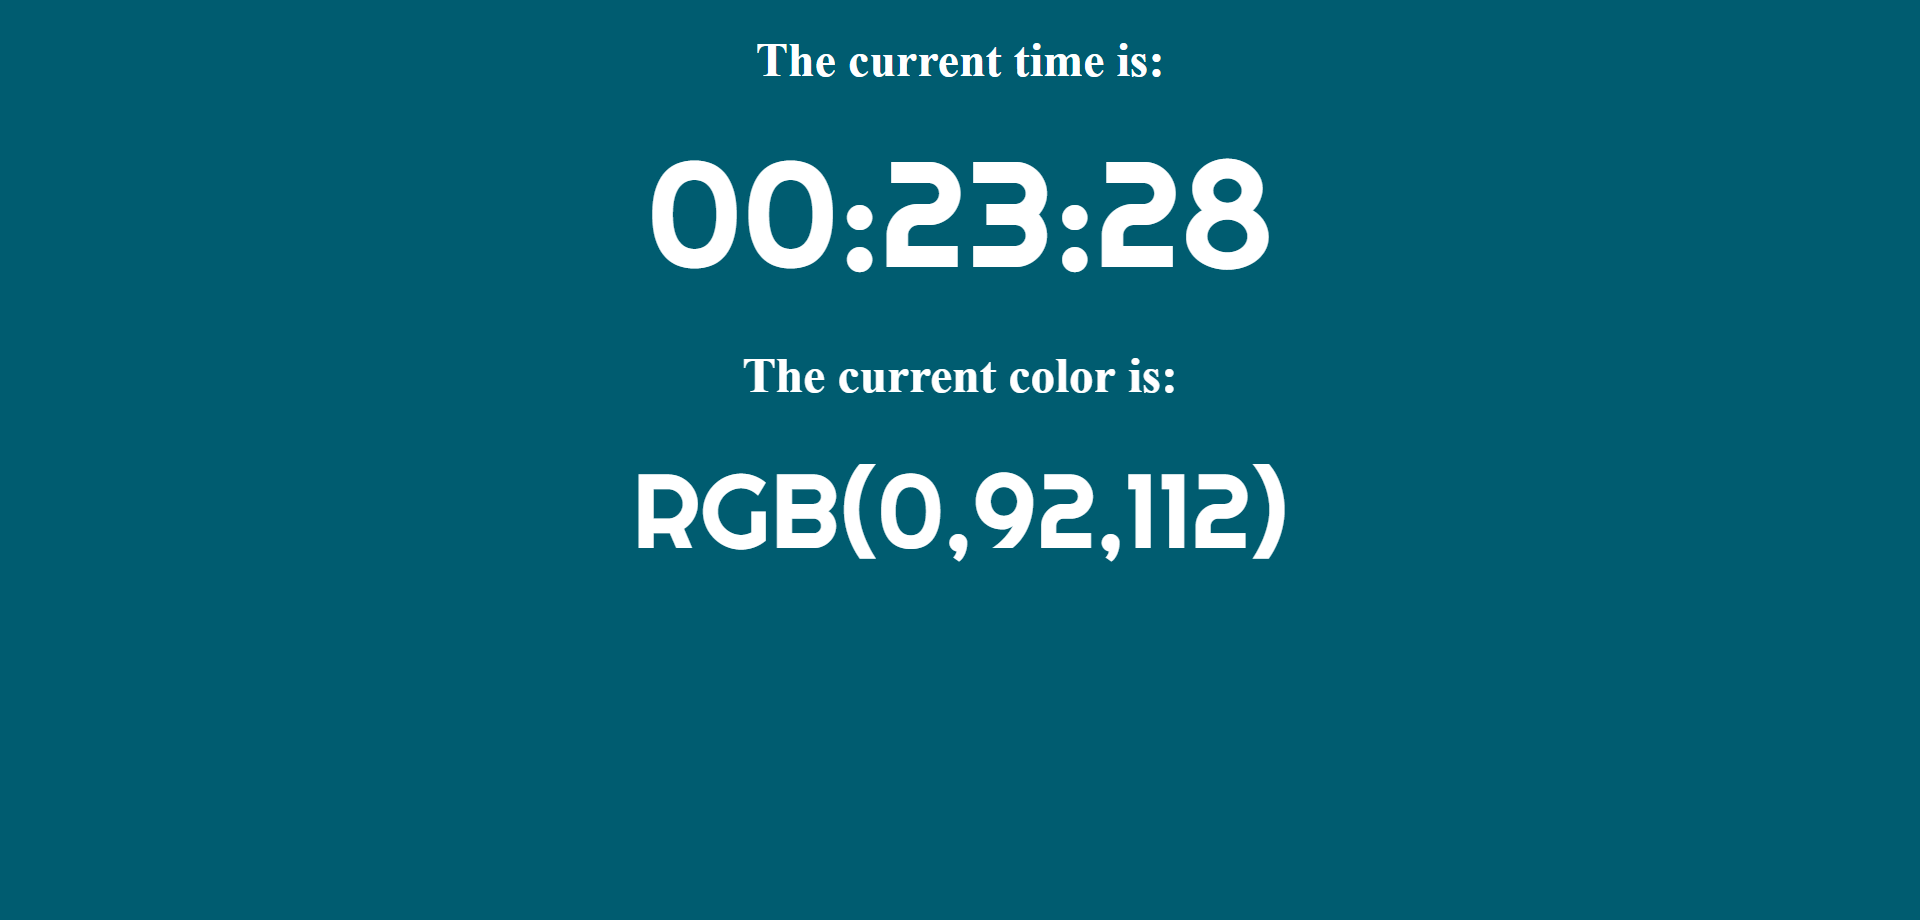 The current time is:
00:23:28
The current color is:
RGB(0,92,112)